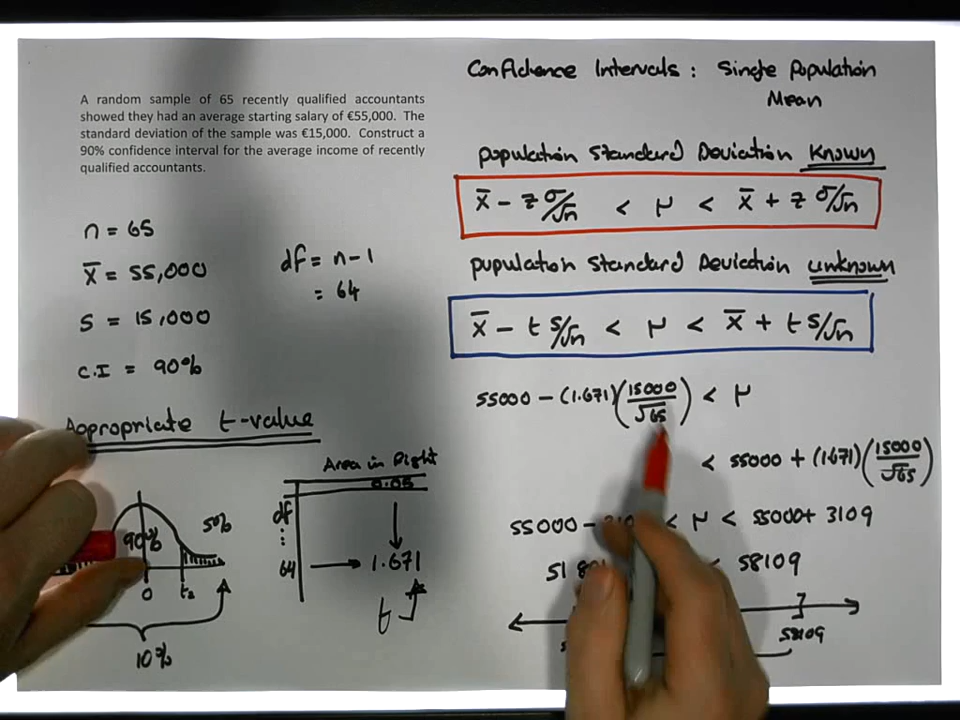 Confidence Intervals: Single Population
Mean
A random sample of 65 recently qualified accountants
showed they had an average starting salary of €55,000. The
standard deviation of the sample was €15,000. Construct a
90% confidence interval for the average income of recently
qualified accountants.
n = 65
x̄ = 55,000
s = 15,000
C.I = 90%
df = n-1
= 64
Appropriate t-value
90%
5%
0
10%
Area in Right
0.05
df
⋮
64 → 1.671
t
population Standard Deviation Known
x̄ - z σ/√n < μ < x̄ + z σ/√n
population Standard Deviation unknown
x̄ - t s/√n < μ < x̄ + t s/√n
55000 - (1.671)(15000/√65) < μ
< 55000 + (1.671)(15000/√65)
55000 - < μ < 55000 + 3109
51 < 58109
58109